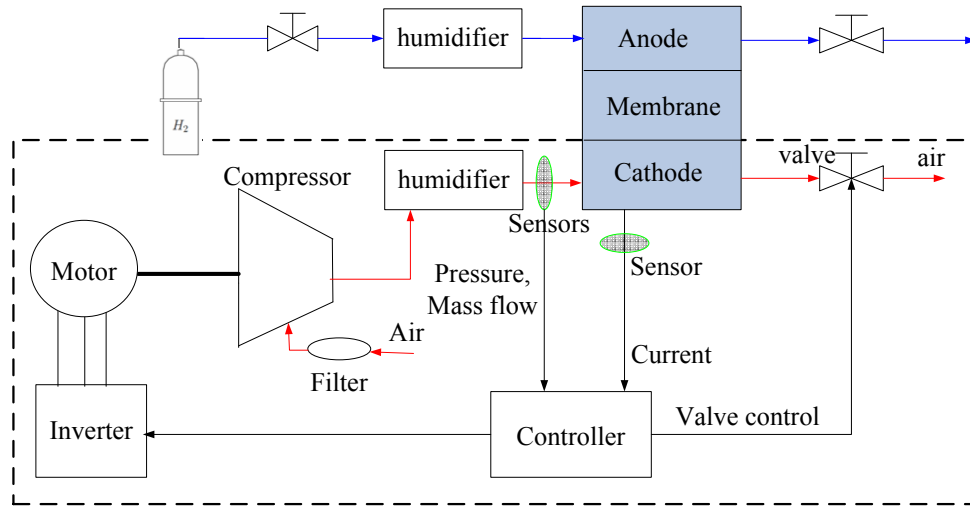 humidifier
Anode
Membrane
H2
valve
air
Compressor
humidifier
Cathode
Sensors
Motor
Pressure,
Mass flow
Sensor
Air
Filter
Current
Inverter
Controller
Valve control